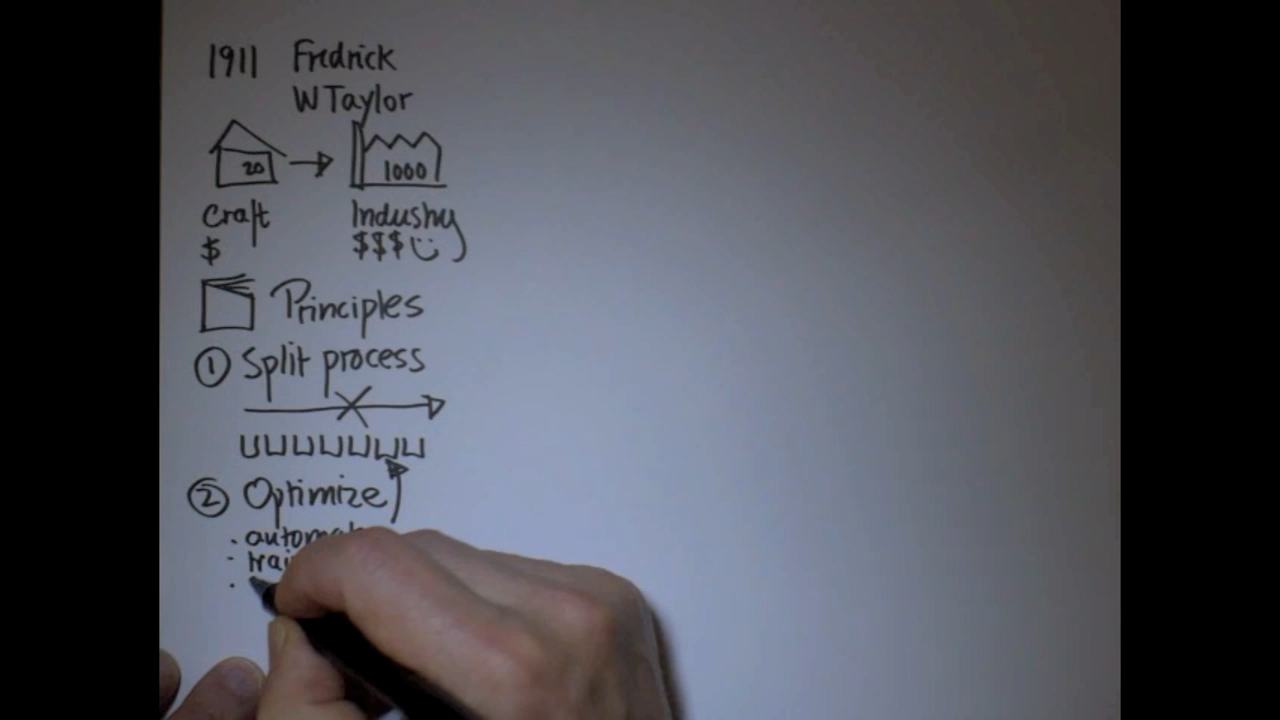 1911 Fredrick
W Taylor
20 1000
Craft Industry
$ $$$
Principles
1 Split process
2 Optimize